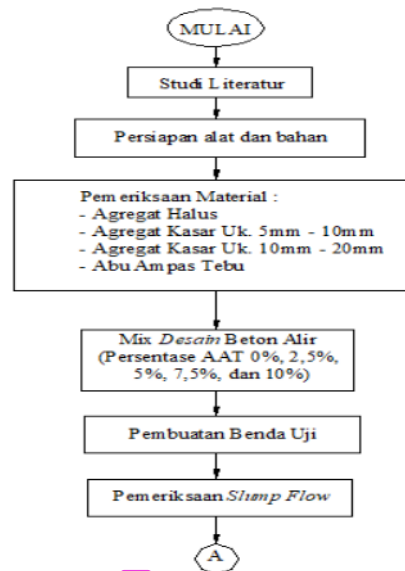 MULAI
Studi Literatur
Persiapan alat dan bahan
Pemeriksaan Material :
- Agregat Halus
- Agregat Kasar Uk. 5mm - 10mm
- Agregat Kasar Uk. 10mm - 20mm
- Abu Ampas Tebu
Mix Desain Beton Alir
(Persentase AAT 0%, 2,5%,
5%, 7,5%, dan 10%)
Pembuatan Benda Uji
Pemeriksaan Slump Flow
A